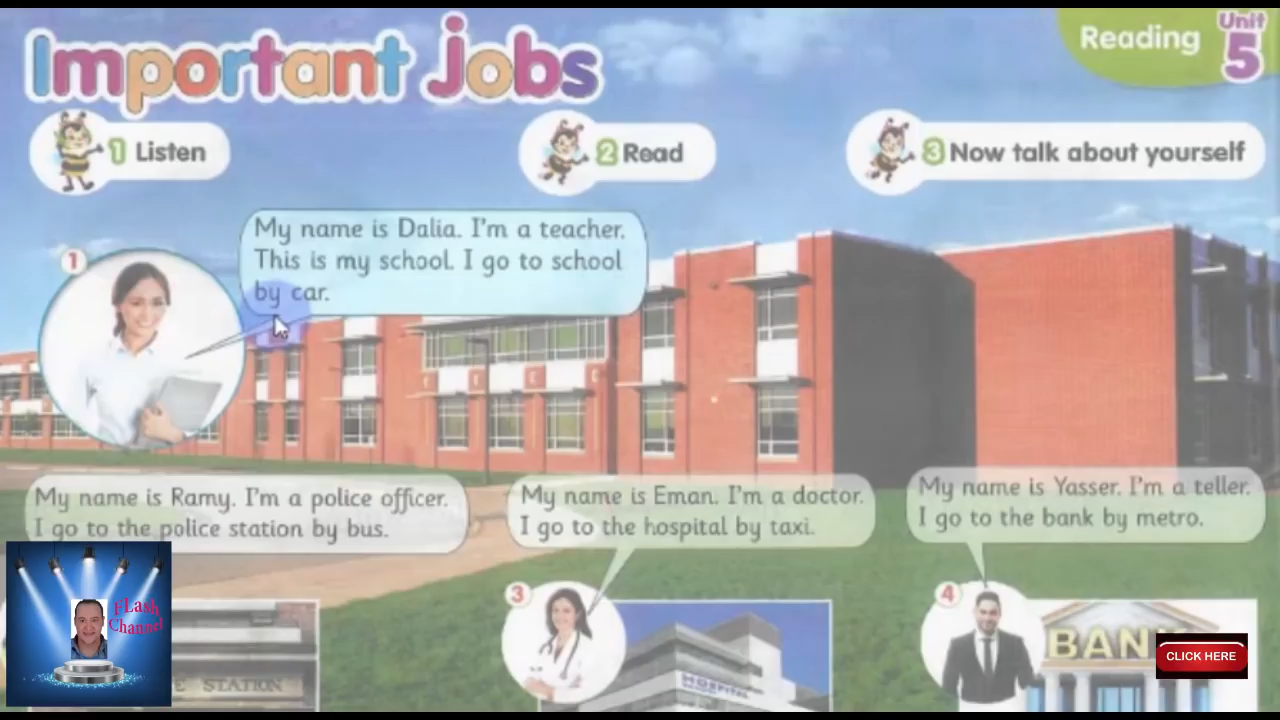 Important Jobs
Reading
Unit
5
1 Listen
2 Read
3 Now talk about yourself
1
My name is Dalia. I'm a teacher.
This is my school. I go to school
by car.
My name is Ramy. I'm a police officer.
I go to the police station by bus.
My name is Eman. I'm a doctor.
I go to the hospital by taxi.
My name is Yasser. I'm a teller.
I go to the bank by metro.
FLash
Channel
STATION
3
HOSPITAL
4
BANK
CLICK HERE